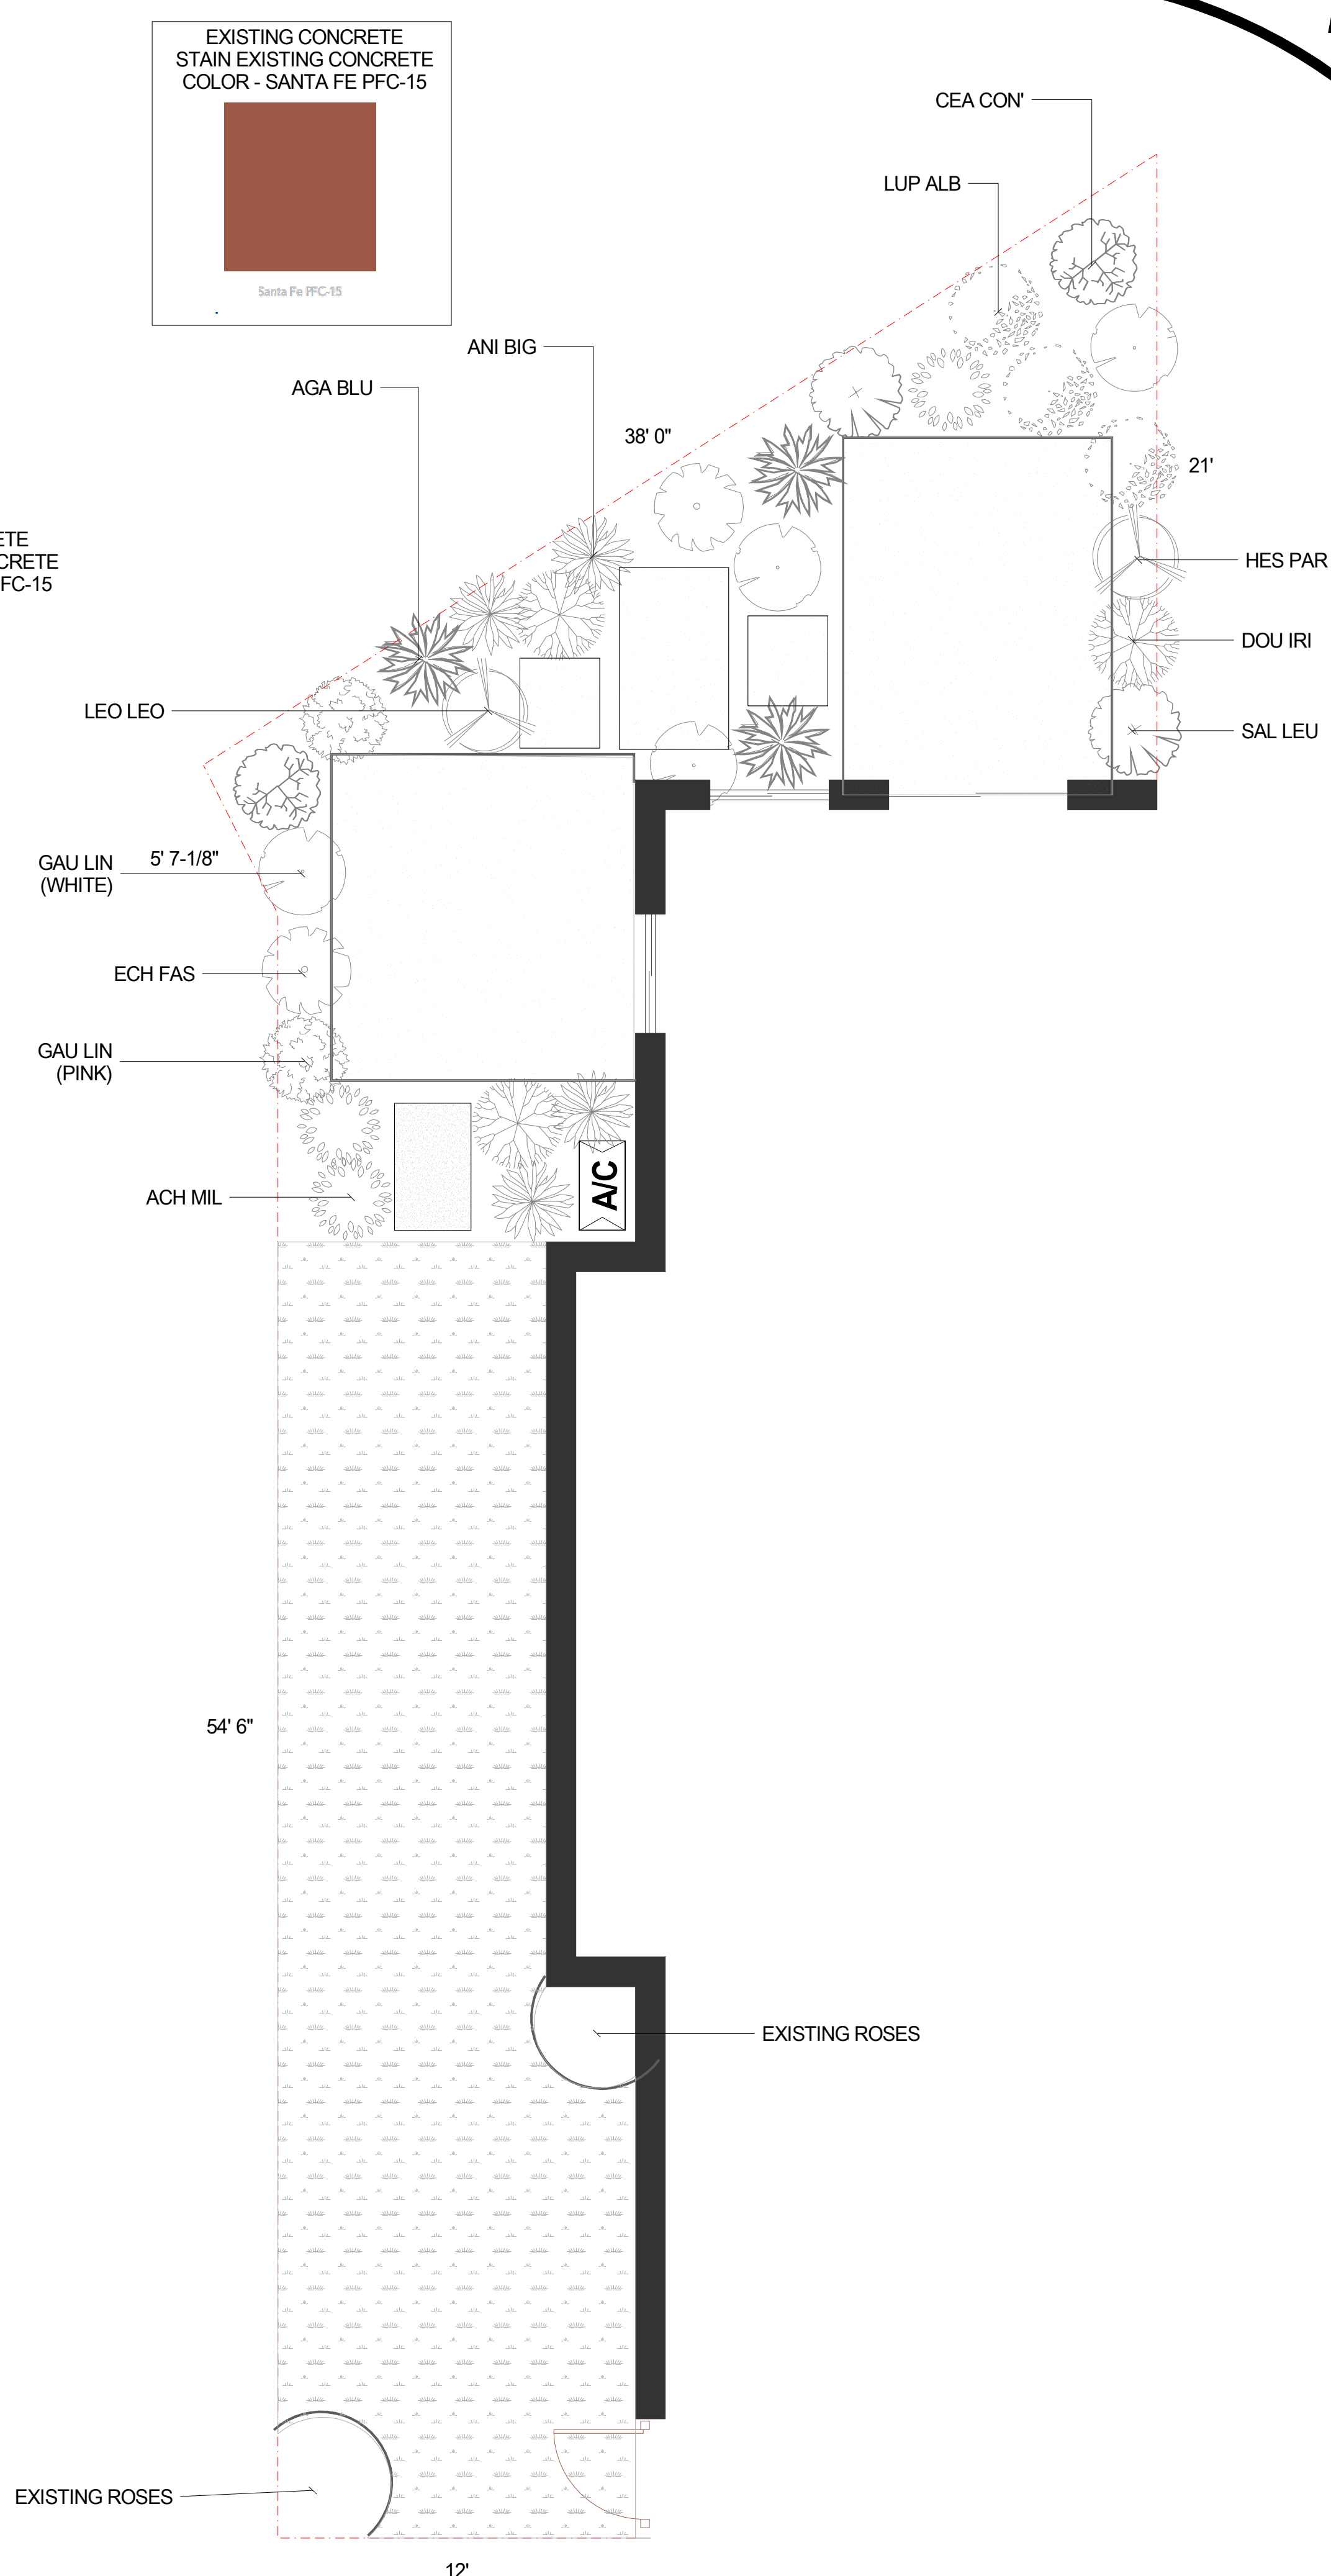 EXISTING CONCRETE
STAIN EXISTING CONCRETE
COLOR - SANTA FE PFC-15
Santa Fe PFC-15
CEA CON'
LUP ALB
ANI BIG
AGA BLU
38' 0"
21'
ETE
CRETE
FC-15
HES PAR
DOU IRI
LEO LEO
SAL LEU
GAU LIN
(WHITE)
5' 7-1/8"
ECH FAS
GAU LIN
(PINK)
A/C
ACH MIL
54' 6"
EXISTING ROSES
EXISTING ROSES
12'